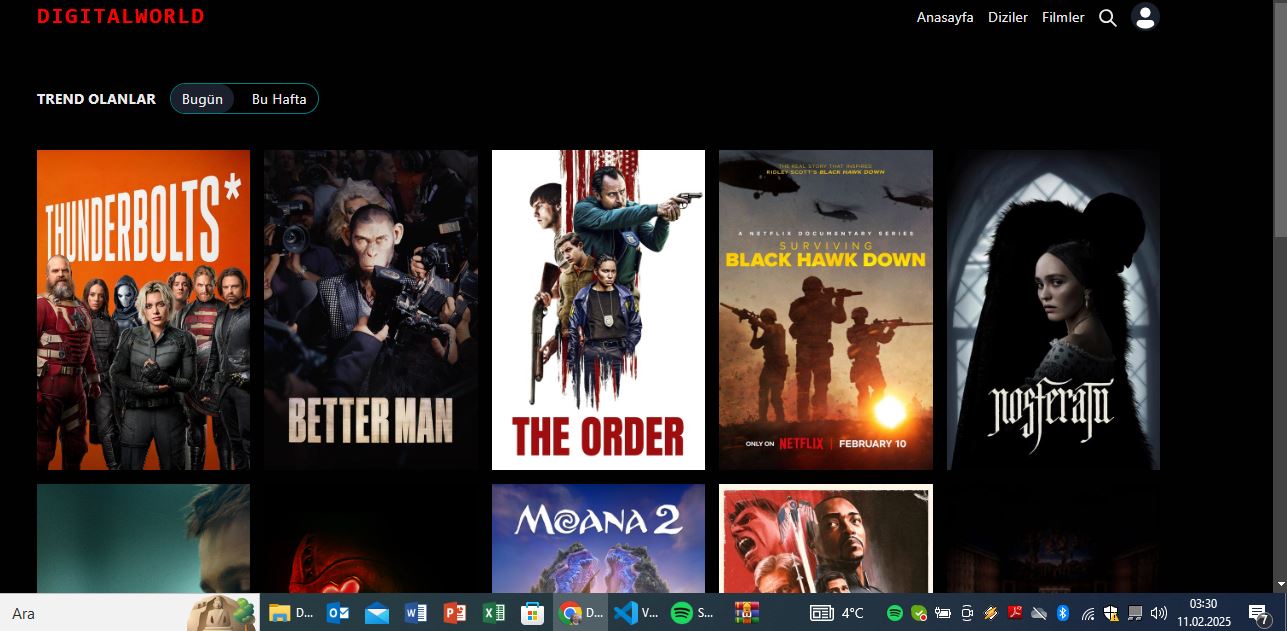 DIGITALWORLD
Anasayfa Diziler Filmler
TREND OLANLAR Bugün Bu Hafta
THUNDERBOLTS*
BETTER MAN
THE ORDER
THE REAL STORY THAT INSPIRED
RIDLEY SCOTT'S BLACK HAWK DOWN
A NETFLIX DOCUMENTARY SERIES
SURVIVING
BLACK HAWK DOWN
ONLY ON NETFLIX | FEBRUARY 10
nosferatu
MOANA 2
Ara
D...
D...
V...
S...
4°C
03:30
11.02.2025
7